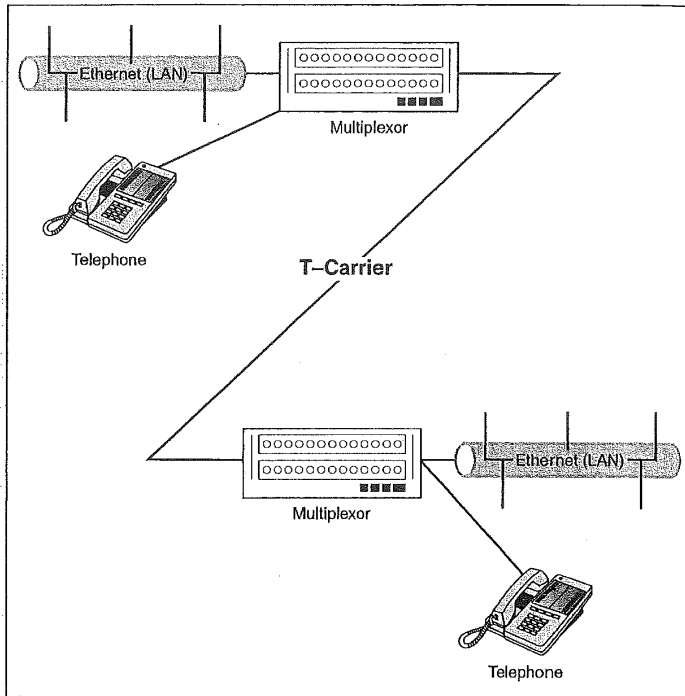 Ethernet (LAN)
Multiplexor
Telephone
T–Carrier
Multiplexor
Ethernet (LAN)
Telephone